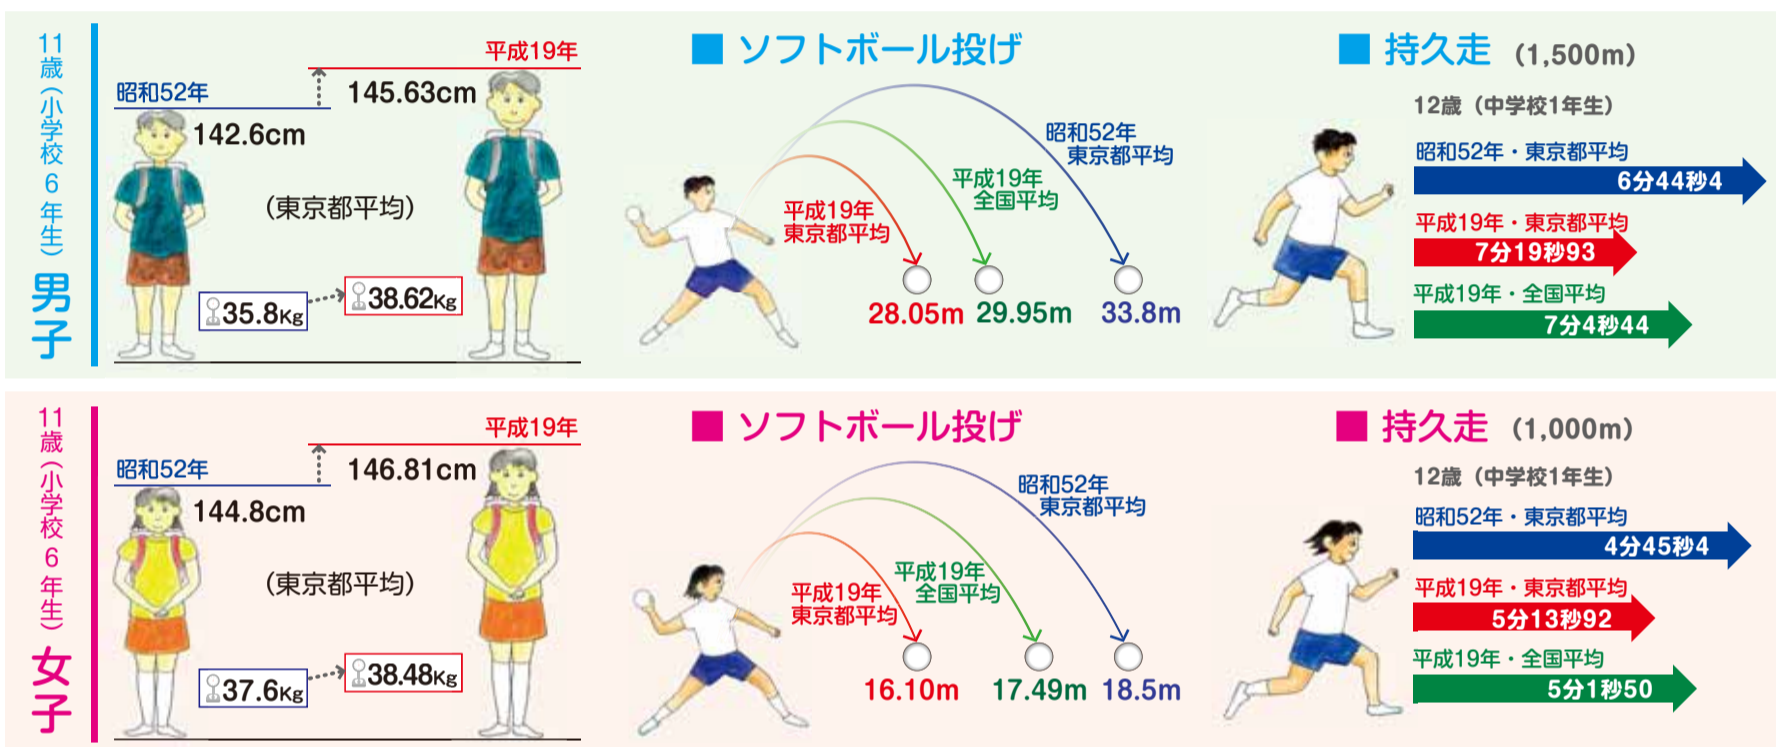 11歳（小学校6年生）
男子
昭和52年
142.6cm
平成19年
145.63cm
（東京都平均）
35.8Kg
38.62Kg
■ ソフトボール投げ
平成19年
東京都平均
平成19年
全国平均
昭和52年
東京都平均
28.05m
29.95m
33.8m
■ 持久走 （1,500m）
12歳（中学校1年生）
昭和52年・東京都平均
6分44秒4
平成19年・東京都平均
7分19秒93
平成19年・全国平均
7分4秒44
11歳（小学校6年生）
女子
昭和52年
144.8cm
平成19年
146.81cm
（東京都平均）
37.6Kg
38.48Kg
■ ソフトボール投げ
平成19年
東京都平均
平成19年
全国平均
昭和52年
東京都平均
16.10m
17.49m
18.5m
■ 持久走 （1,000m）
12歳（中学校1年生）
昭和52年・東京都平均
4分45秒4
平成19年・東京都平均
5分13秒92
平成19年・全国平均
5分1秒50